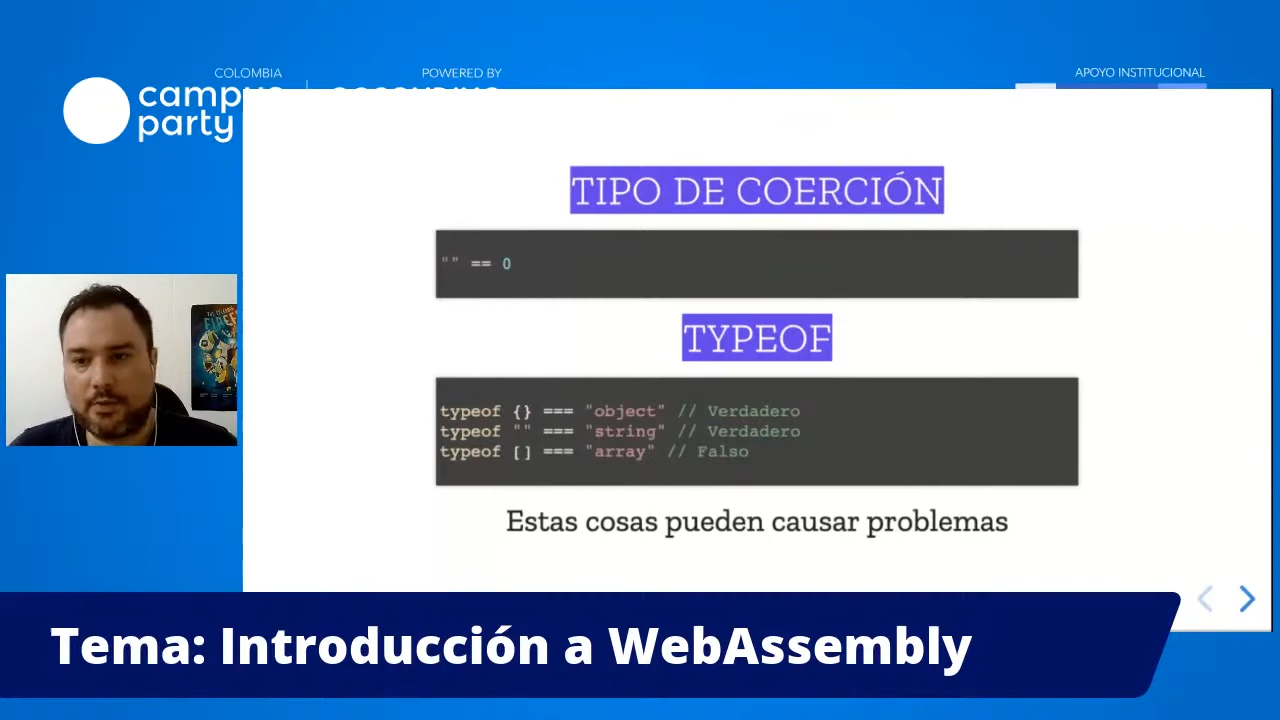 COLOMBIA
POWERED BY
APOYO INSTITUCIONAL
campus
party
TIPO DE COERCIÓN
"" == 0
TYPEOF
typeof {} === "object" // Verdadero
typeof "" === "string" // Verdadero
typeof [] === "array" // Falso
Estas cosas pueden causar problemas
Tema: Introducción a WebAssembly